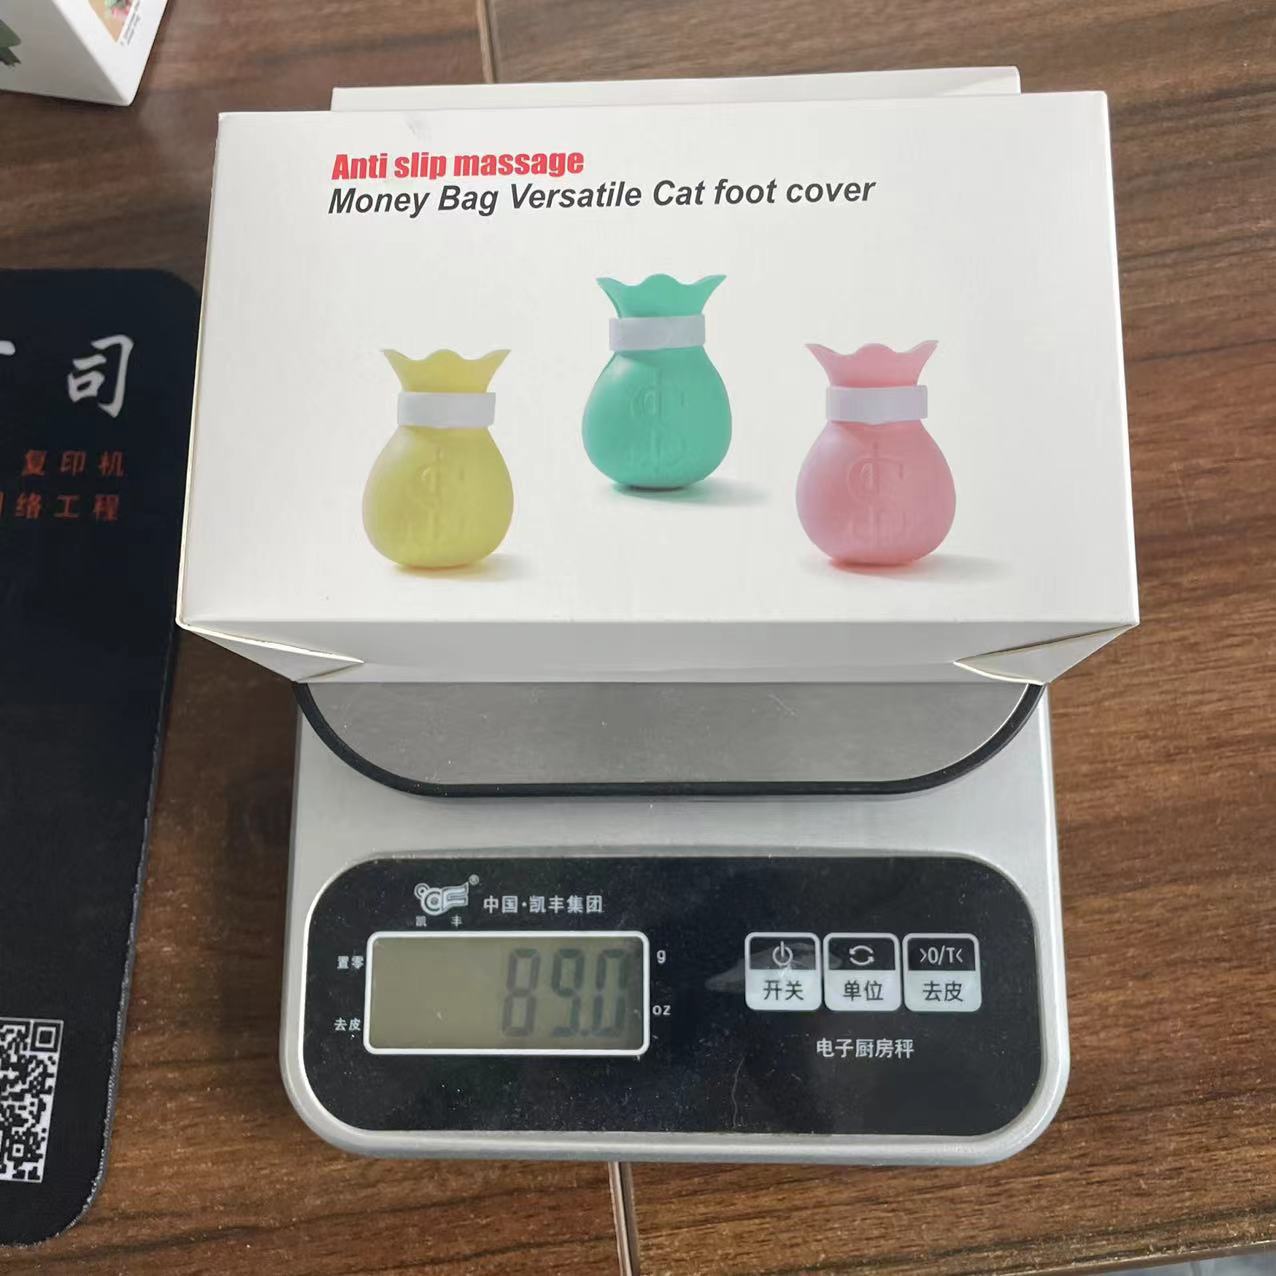 Anti slip massage
Money Bag Versatile Cat foot cover
司
复印机
络工程
凯丰
®
中国·凯丰集团
置零
g
去皮
oz
89.0
开关
单位
>0/T<
去皮
电子厨房秤